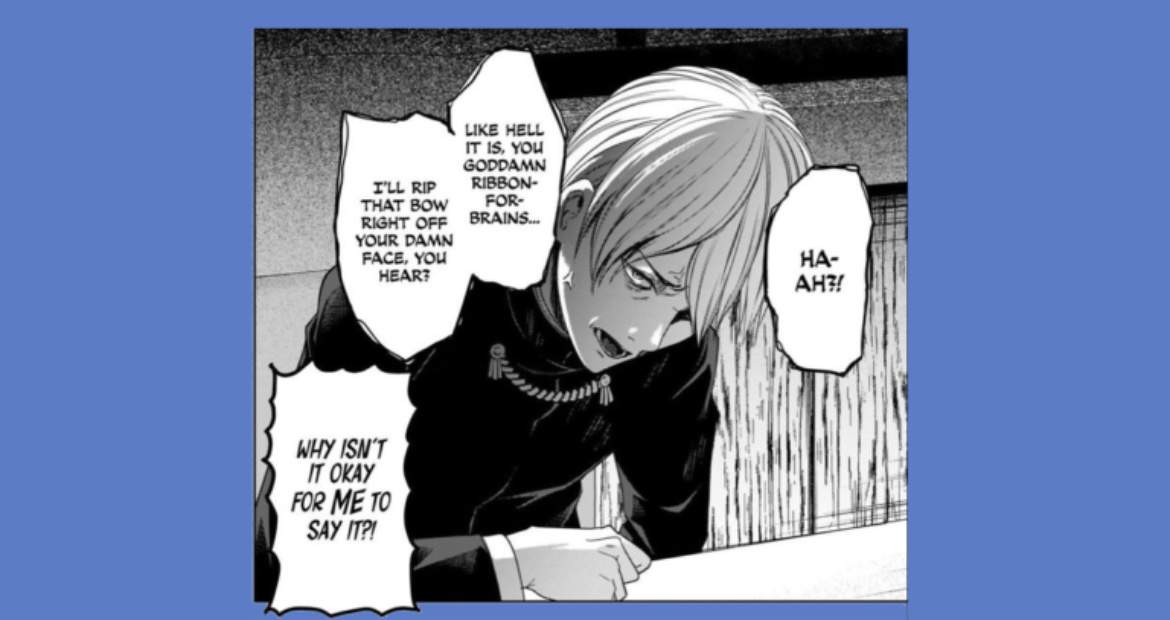 HA-
AH?!
LIKE HELL
IT IS, YOU
GODDAMN
RIBBON-
FOR-
BRAINS...
I'LL RIP
THAT BOW
RIGHT OFF
YOUR DAMN
FACE, YOU
HEAR?
WHY ISN'T
IT OKAY
FOR ME TO
SAY IT?!